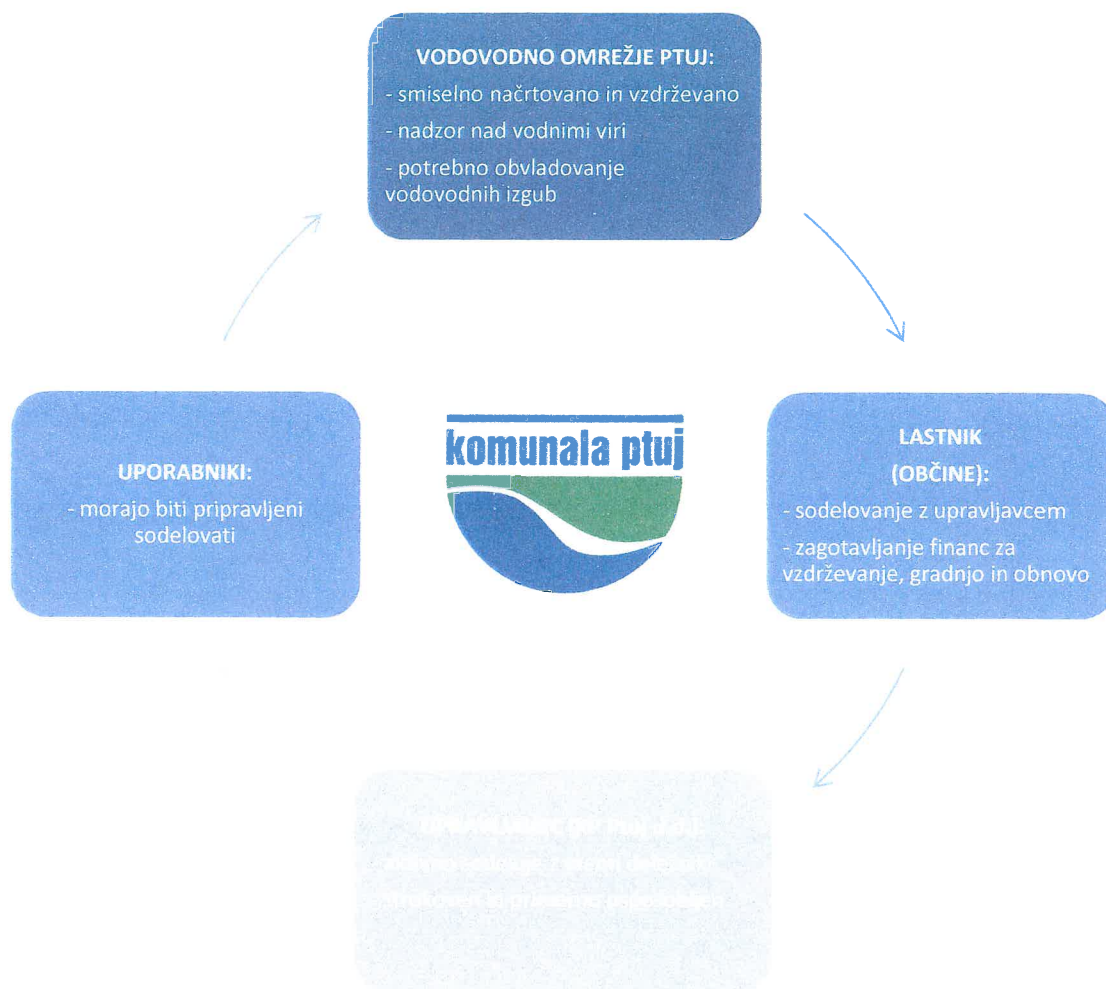 VODOVODNO OMREŽJE PTUJ:
- smiselno načrtovano in vzdrževano
- nadzor nad vodnimi viri
- potrebno obvladovanje
vodovodnih izgub
LASTNIK
(OBČINE):
- sodelovanje z upravljavcem
- zagotavljanje financ za
vzdrževanje, gradnjo in obnovo
UPORABNIKI:
- morajo biti pripravljeni
sodelovati
komunala ptuj